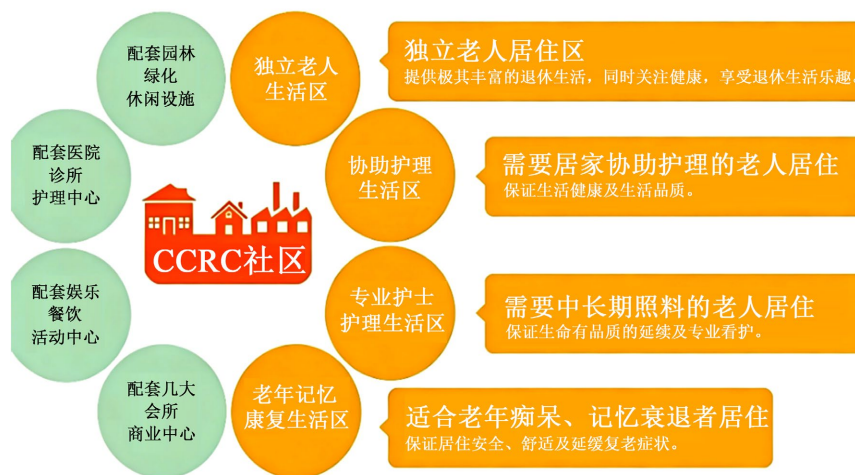 配套园林
绿化
休闲设施
独立老人
生活区
独立老人居住区
提供极其丰富的退休生活，同时关注健康，享受退休生活乐趣。
配套医院
诊所
护理中心
协助护理
生活区
需要居家协助护理的老人居住
保证生活健康及生活品质。
CCRC社区
配套娱乐
餐饮
活动中心
专业护士
护理生活区
需要中长期照料的老人居住
保证生命有品质的延续及专业看护。
配套几大
会所
商业中心
老年记忆
康复生活区
适合老年痴呆、记忆衰退者居住
保证居住安全、舒适及延缓复老症状。